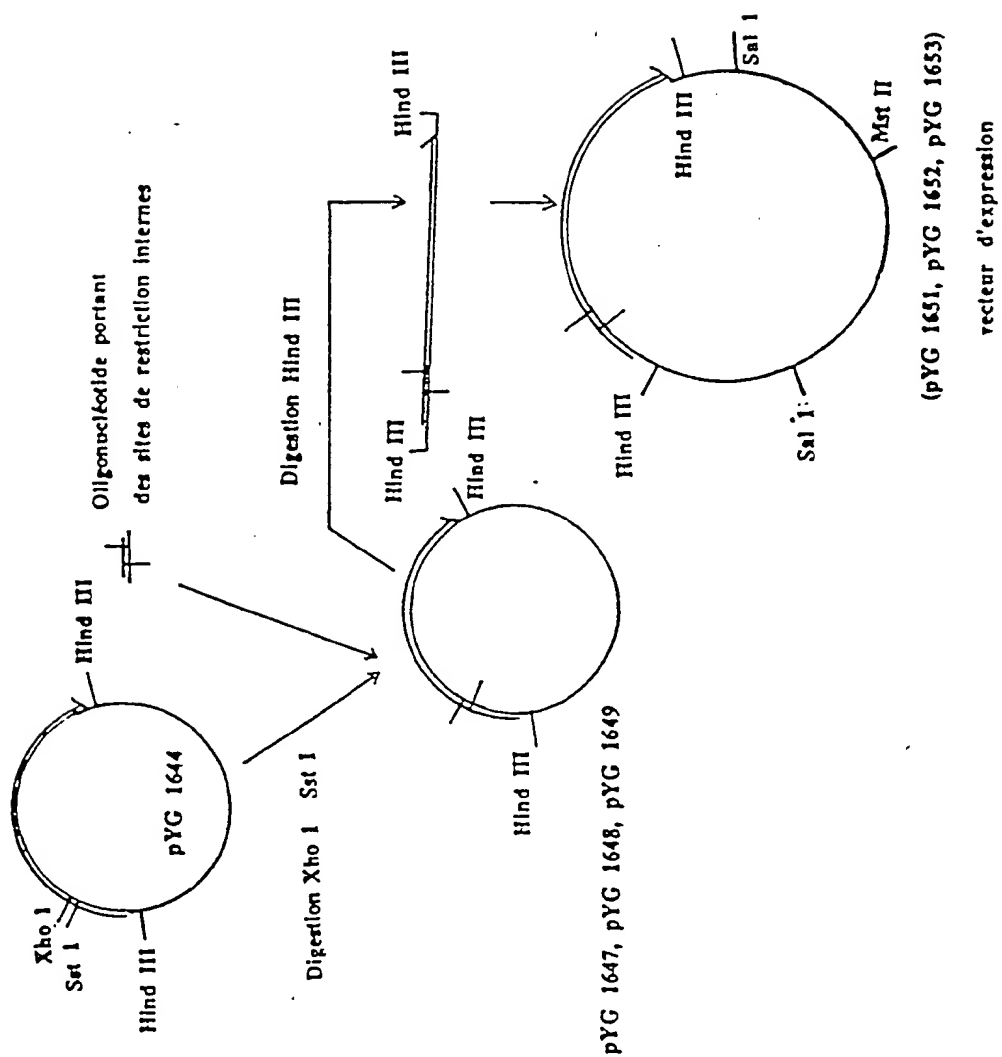 Xho 1
Sst 1
Hind III
pYG 1644
Hind III
Oligonucléotide portant
des sites de restriction internes
Digestion Xho 1 Sst I
Hind III
Hind III
pYG 1647, pYG 1648, pYG 1649
Digestion Hind III
Hind III
Hind III
Hind III
Hind III
Sal 1
Sal 1
Mst II
(pYG 1651, pYG 1652, pYG 1653)
vecteur d'expression